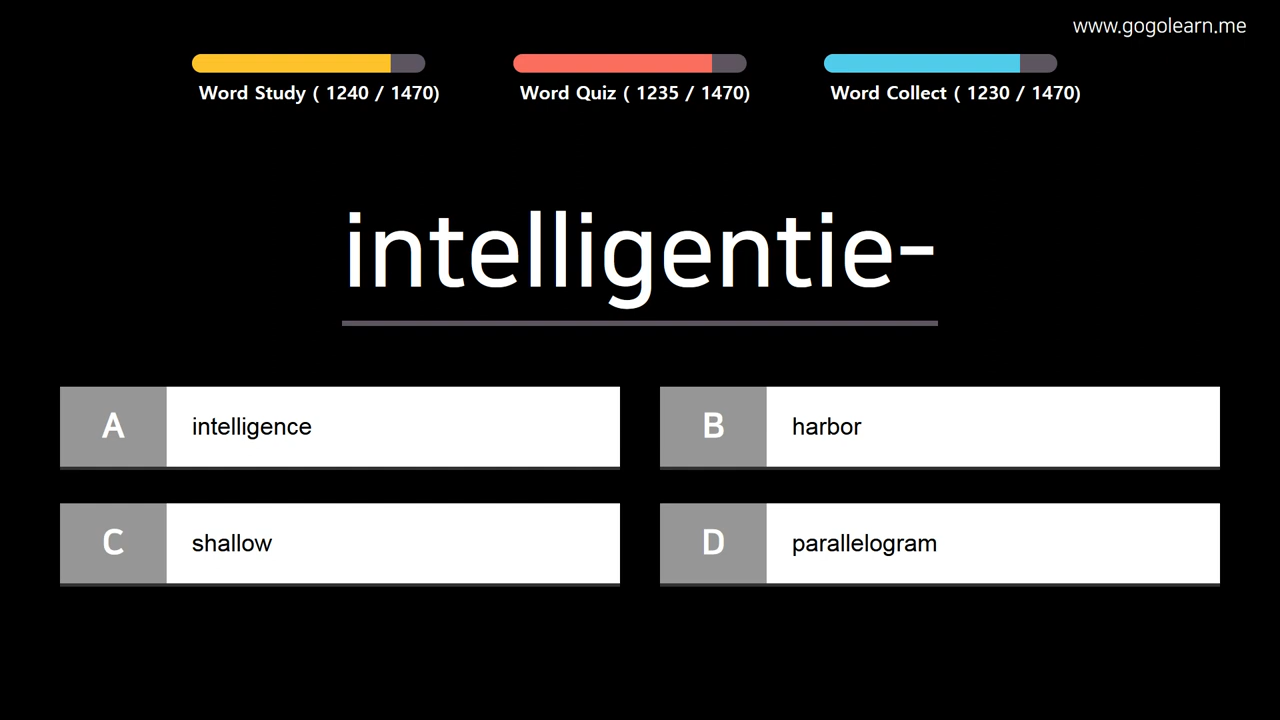 www.gogolearn.me
Word Study ( 1240 / 1470)
Word Quiz ( 1235 / 1470)
Word Collect ( 1230 / 1470)
intelligentie-
A intelligence
B harbor
C shallow
D parallelogram